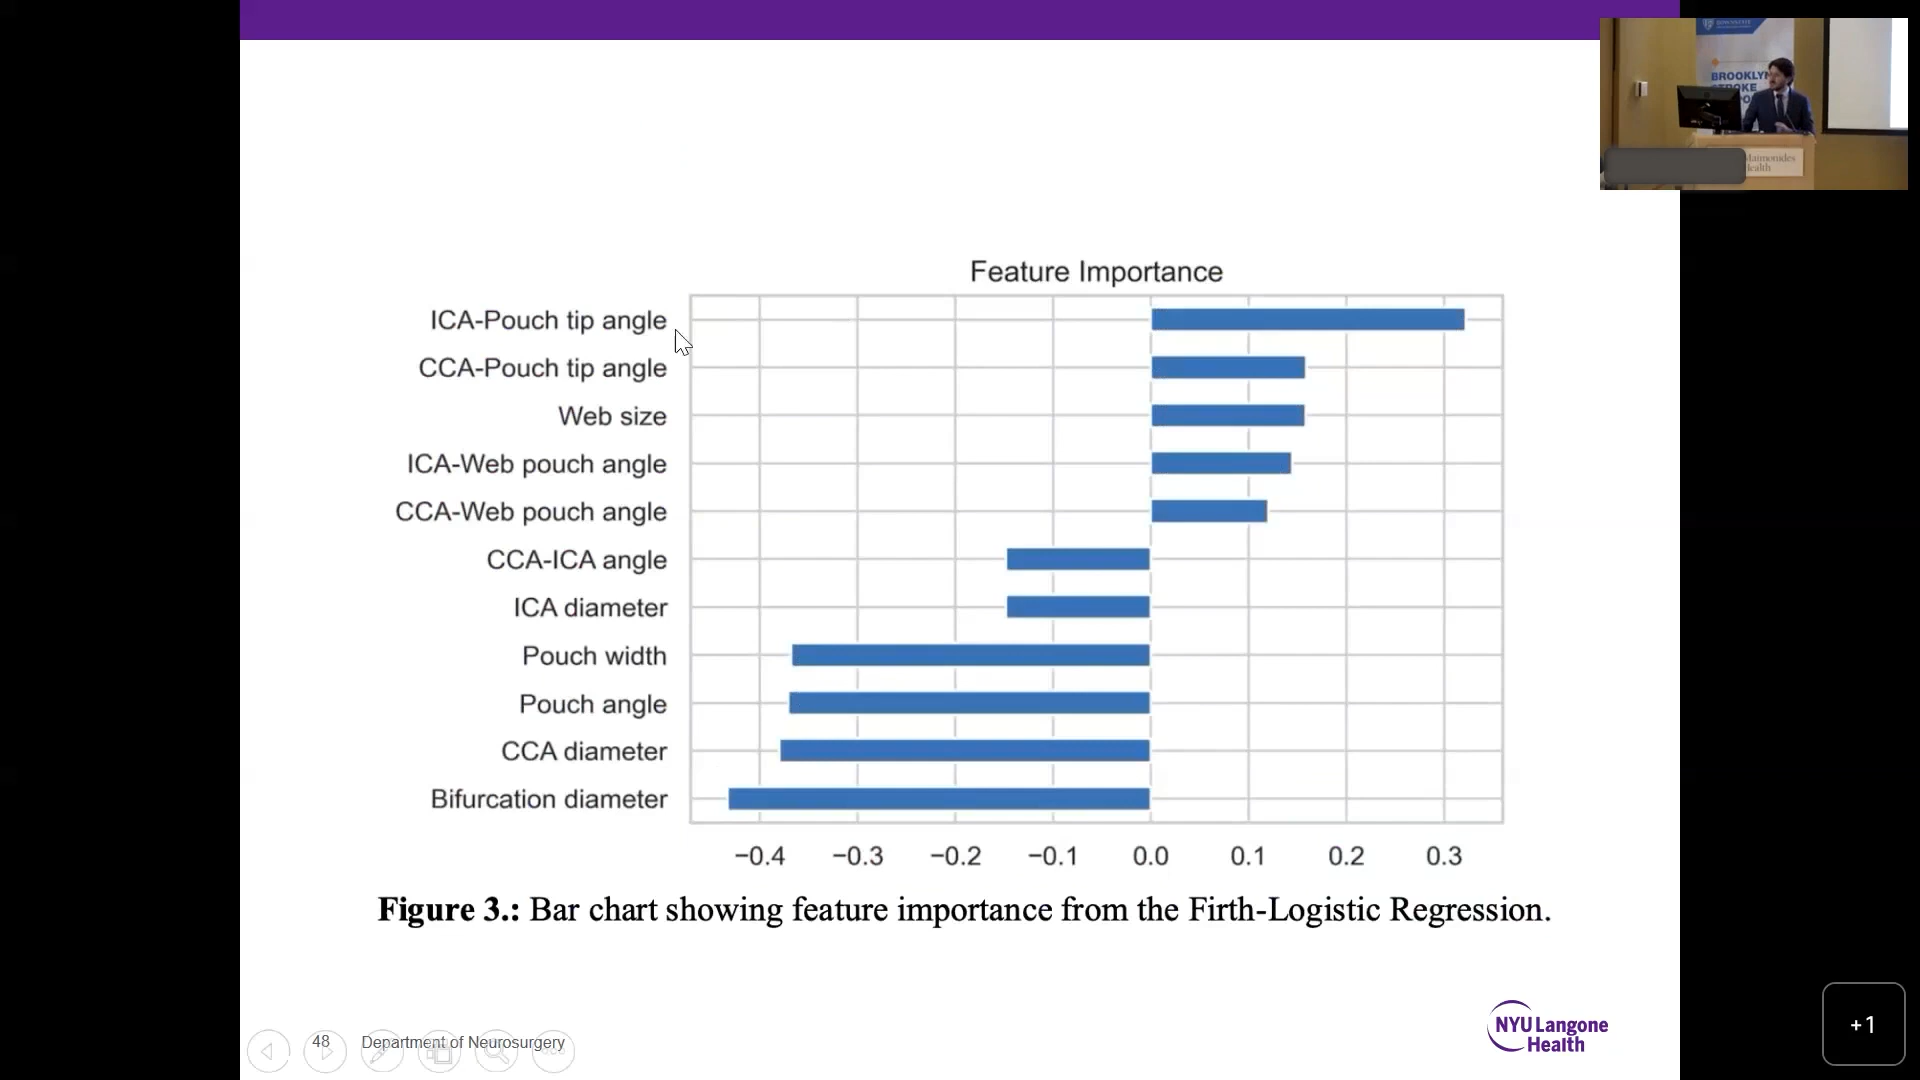 BROOKLYN
STROKE
Maimonides
Health
Feature Importance
ICA-Pouch tip angle
CCA-Pouch tip angle
Web size
ICA-Web pouch angle
CCA-Web pouch angle
CCA-ICA angle
ICA diameter
Pouch width
Pouch angle
CCA diameter
Bifurcation diameter
−0.4 −0.3 −0.2 −0.1 0.0 0.1 0.2 0.3
Figure 3.: Bar chart showing feature importance from the Firth-Logistic Regression.
48 Department of Neurosurgery
NYU Langone
Health
+1